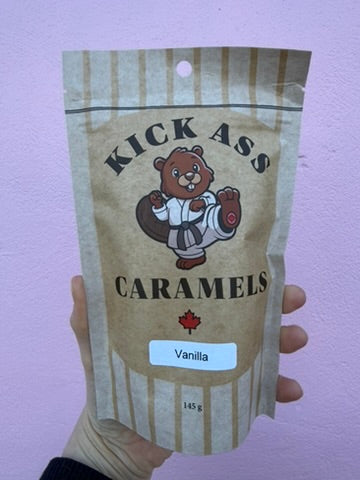 KICK ASS
CARAMELS
Vanilla
145 g